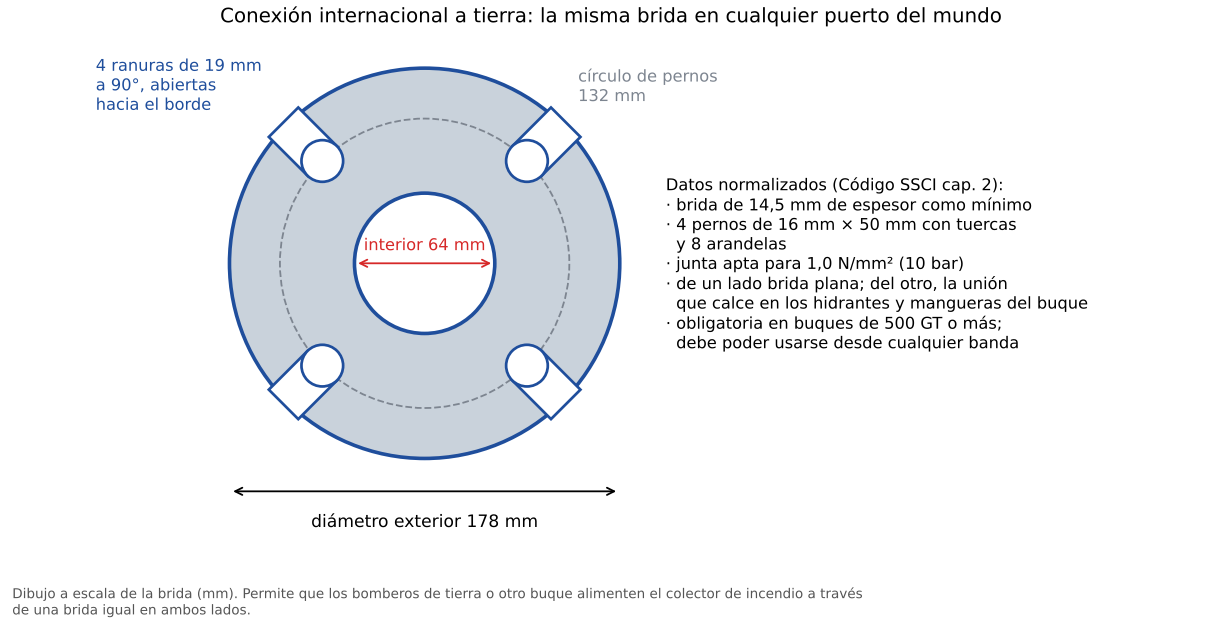 Conexión internacional a tierra: la misma brida en cualquier puerto del mundo
4 ranuras de 19 mm
a 90°, abiertas
hacia el borde
círculo de pernos
132 mm
interior 64 mm
Datos normalizados (Código SSCI cap. 2):
· brida de 14,5 mm de espesor como mínimo
· 4 pernos de 16 mm × 50 mm con tuercas
y 8 arandelas
· junta apta para 1,0 N/mm² (10 bar)
· de un lado brida plana; del otro, la unión
que calce en los hidrantes y mangueras del buque
· obligatoria en buques de 500 GT o más;
debe poder usarse desde cualquier banda
diámetro exterior 178 mm
Dibujo a escala de la brida (mm). Permite que los bomberos de tierra o otro buque alimenten el colector de incendio a través
de una brida igual en ambos lados.